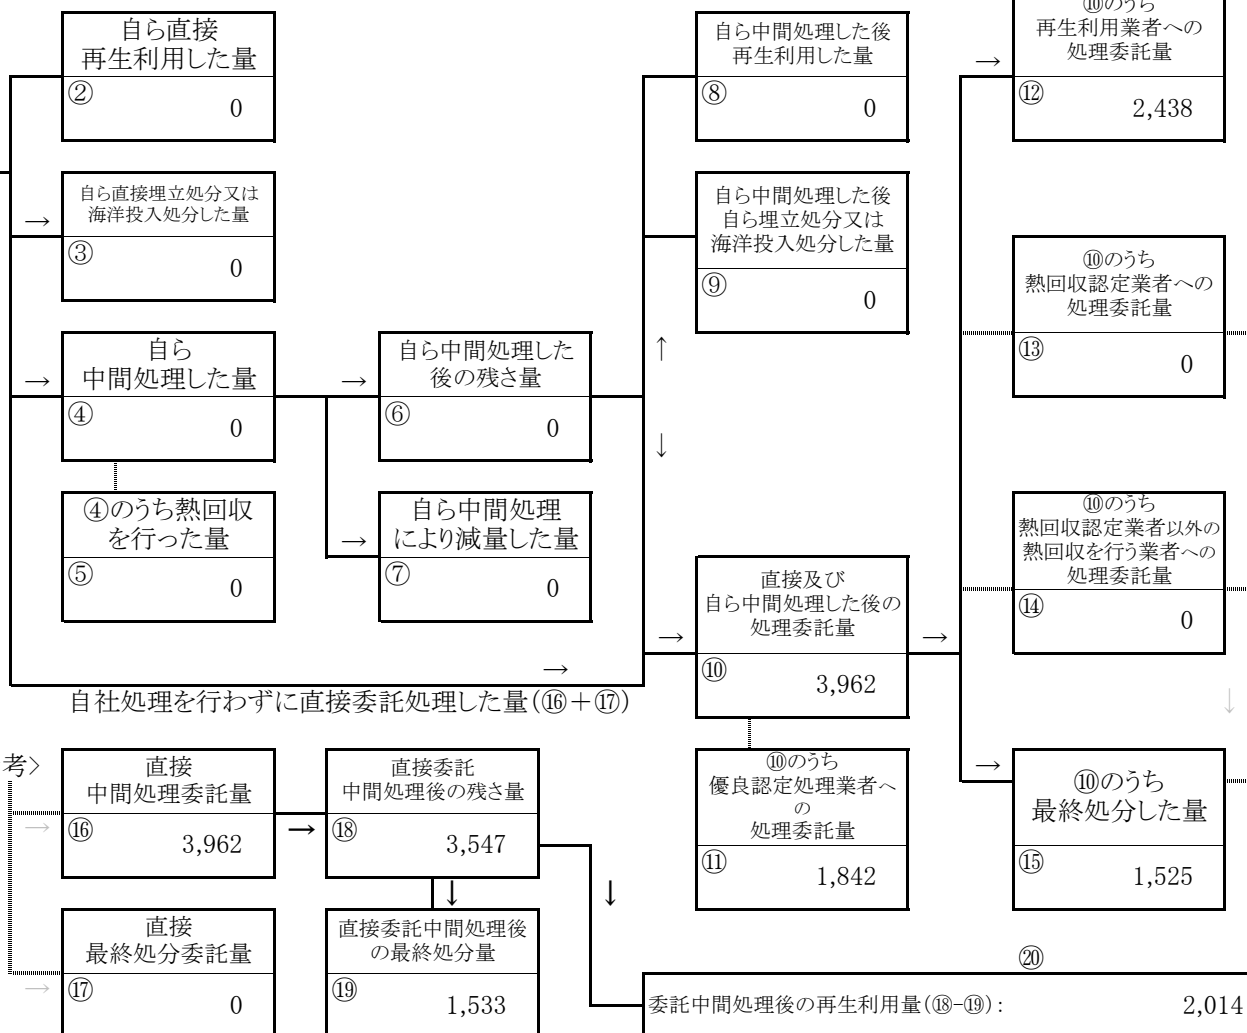 自ら直接
再生利用した量
②
0
自ら直接埋立処分又は
海洋投入処分した量
→
③
0
自ら
中間処理した量
→
④
0
④のうち熱回収
を行った量
⑤
0
自ら中間処理した
後の残さ量
→
⑥
0
自ら中間処理
により減量した量
→
⑦
0
自ら中間処理した後
再生利用した量
⑧
0
自ら中間処理した後
自ら埋立処分又は
海洋投入処分した量
⑨
0
↑
↓
直接及び
自ら中間処理した後の
処理委託量
→
⑩
3,962
⑩のうち
優良認定処理業者へ
の
処理委託量
⑪
1,842
⑩のうち
再生利用業者への
処理委託量
→
⑫
2,438
⑩のうち
熱回収認定業者への
処理委託量
⑬
0
⑩のうち
熱回収認定業者以外の
熱回収を行う業者への
処理委託量
→
⑭
0
↓
⑩のうち
最終処分した量
→
⑮
1,525
→
自社処理を行わずに直接委託処理した量(⑯+⑰)
考>
直接
中間処理委託量
→
⑯
3,962
直接委託
中間処理後の残さ量
→
⑱
3,547
↓
↓
直接
最終処分委託量
→
⑰
0
直接委託中間処理後
の最終処分量
⑲
1,533
⑳
委託中間処理後の再生利用量(⑱-⑲): 2,014